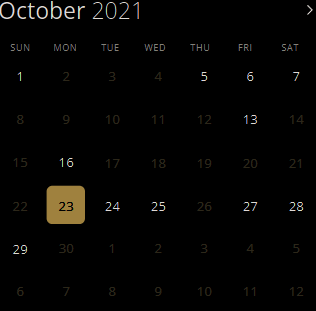 October 2021
SUN MON TUE WED THU FRI SAT
1 2 3 4 5 6 7
8 9 10 11 12 13 14
15 16 17 18 19 20 21
22 23 24 25 26 27 28
29 30 1 2 3 4 5
6 7 8 9 10 11 12